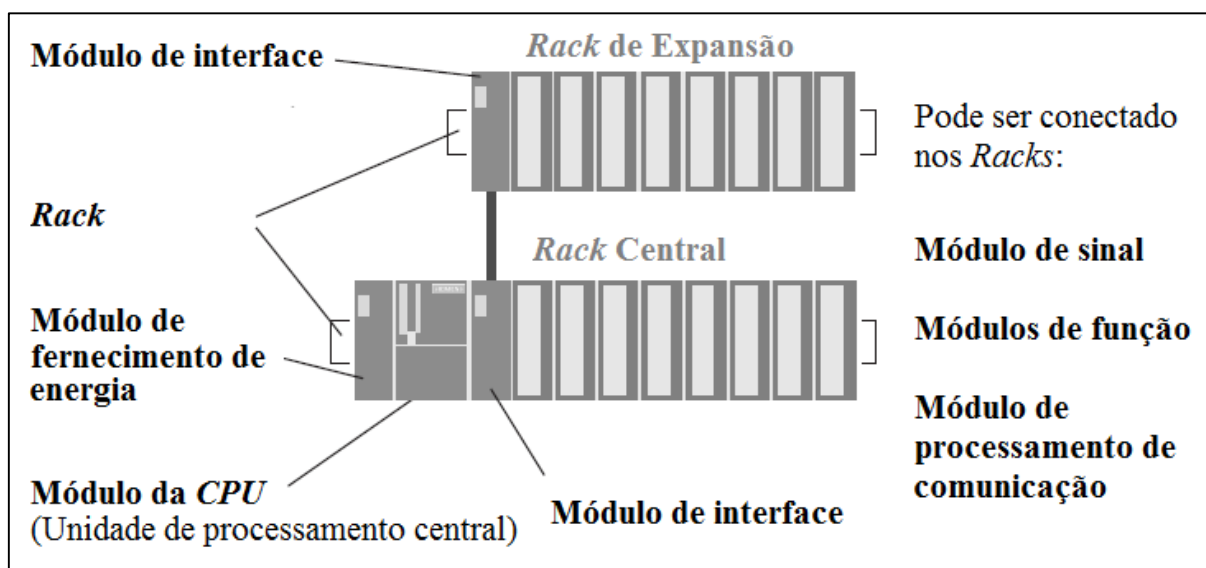 Módulo de interface
Rack de Expansão
Pode ser conectado
nos Racks:
Rack
Rack Central
Módulo de sinal
Módulo de
fernecimento de
energia
Módulos de função
Módulo de
processamento de
comunicação
Módulo da CPU
(Unidade de processamento central)
Módulo de interface